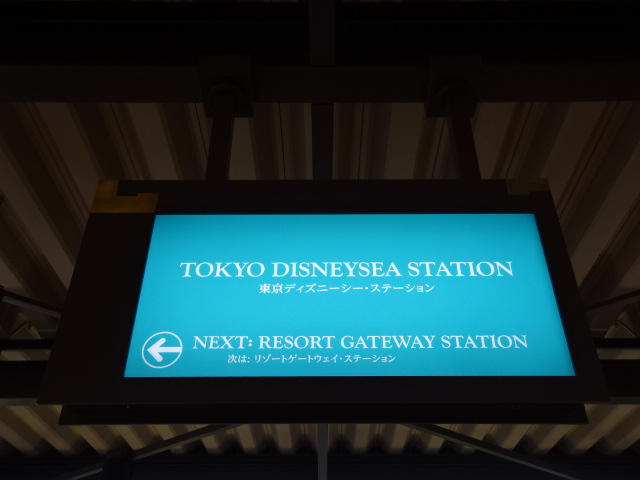 TOKYO DISNEYSEA STATION
東京ディズニーシー・ステーション
NEXT: RESORT GATEWAY STATION
次は: リゾートゲートウェイ・ステーション